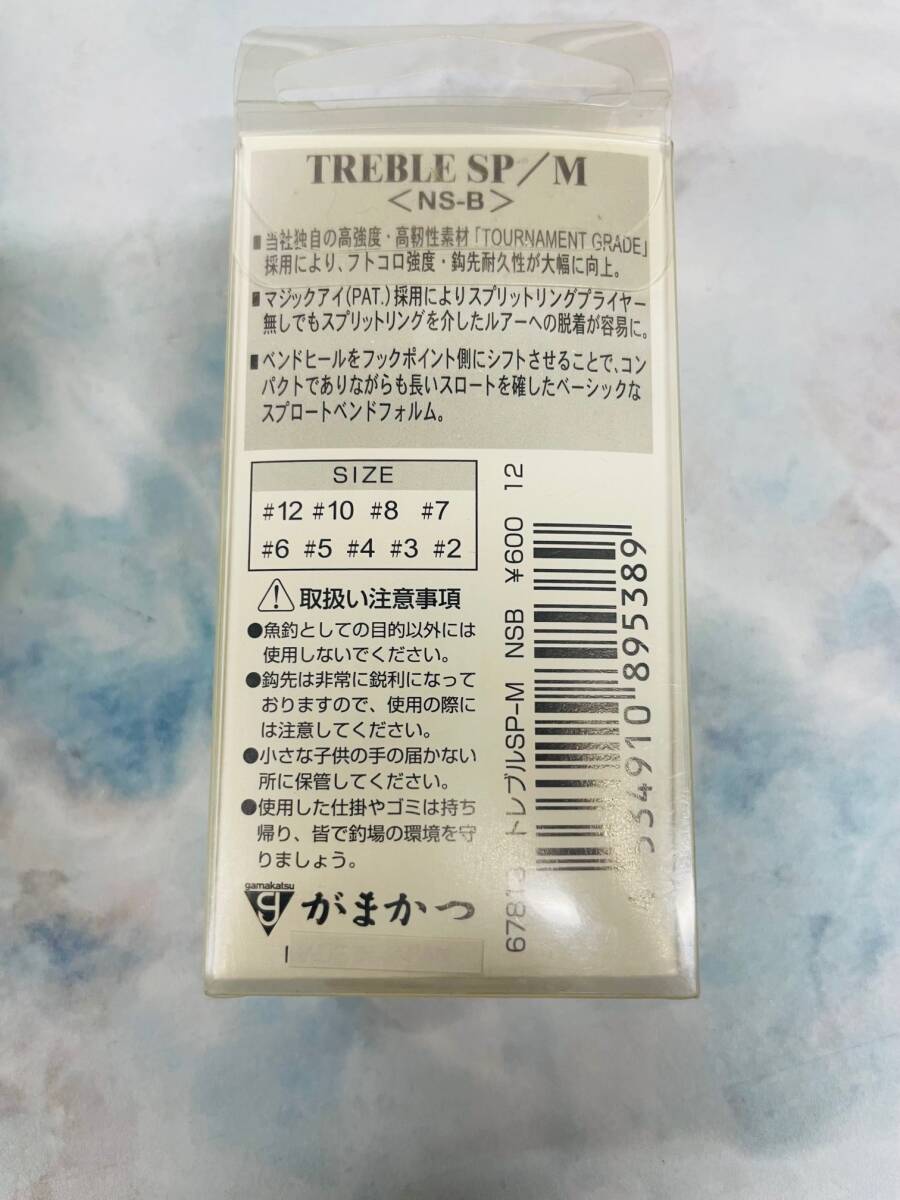 TREBLE SP/M
<NS-B>
■当社独自の高強度・高靭性素材「TOURNAMENT GRADE」
採用により、フトコロ強度・鈎先耐久性が大幅に向上。
■マジックアイ(PAT.)採用によりスプリットリングプライヤー
無しでもスプリットリングを介したルアーへの脱着が容易に。
■ベンドヒールをフックポイント側にシフトさせることで、コン
パクトでありながらも長いスロートを確したベーシックな
スプロートベンドフォルム。
SIZE
#12 #10 #8 #7
#6 #5 #4 #3 #2
取扱い注意事項
●魚釣としての目的以外には
使用しないでください。
●鈎先は非常に鋭利になって
おりますので、使用の際に
は注意してください。
●小さな子供の手の届かない
所に保管してください。
●使用した仕掛やゴミは持ち
帰り、皆で釣場の環境を守
りましょう。
gamakatsu
がまかつ
67813 トレブルSP-M NSB ¥600 12
534910 895389